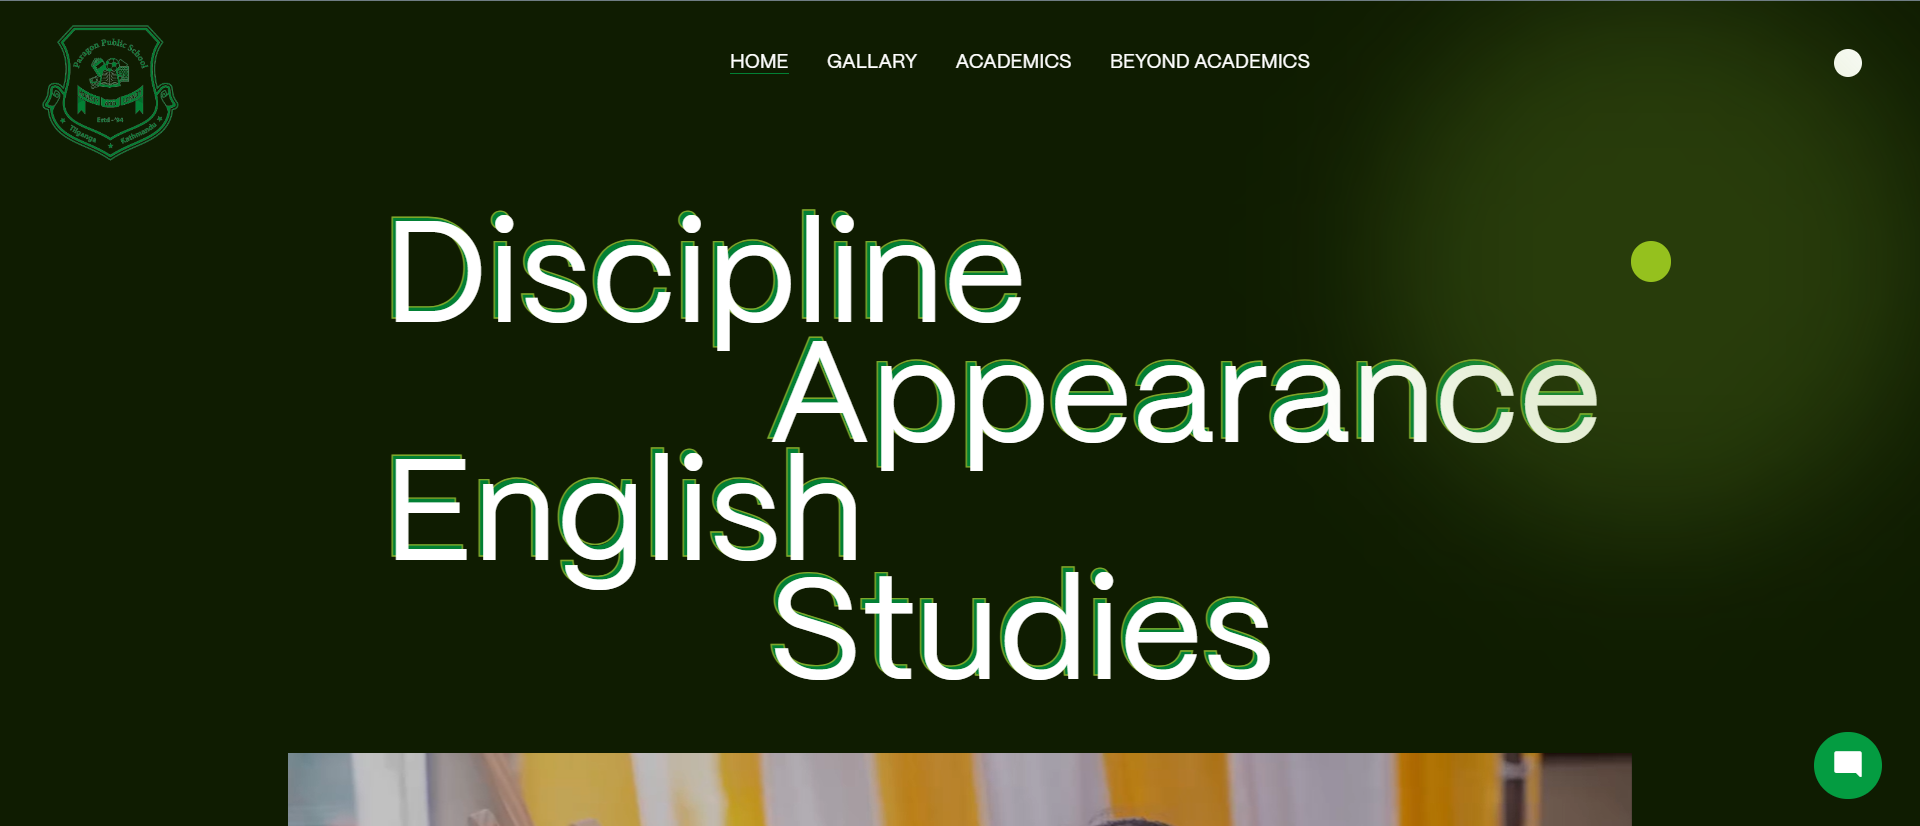 Paragon Public School
Estd - '94
Tilganga
Kathmandu
HOME
GALLARY
ACADEMICS
BEYOND ACADEMICS
Discipline
Appearance
English
Studies